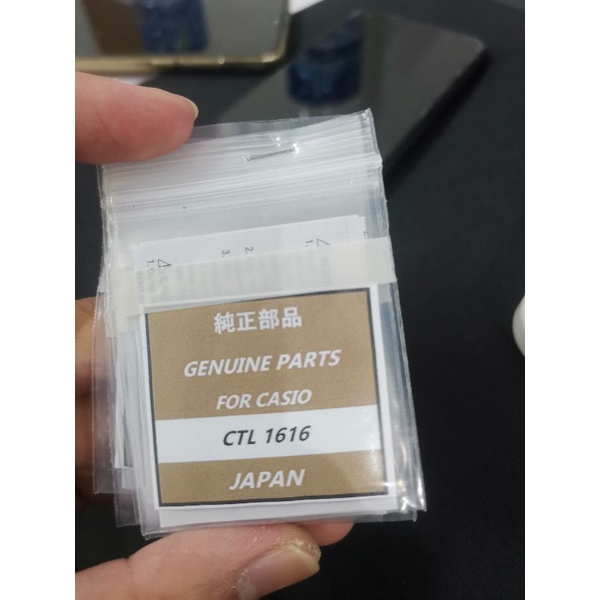 純正部品
GENUINE PARTS
FOR CASIO
CTL 1616
JAPAN